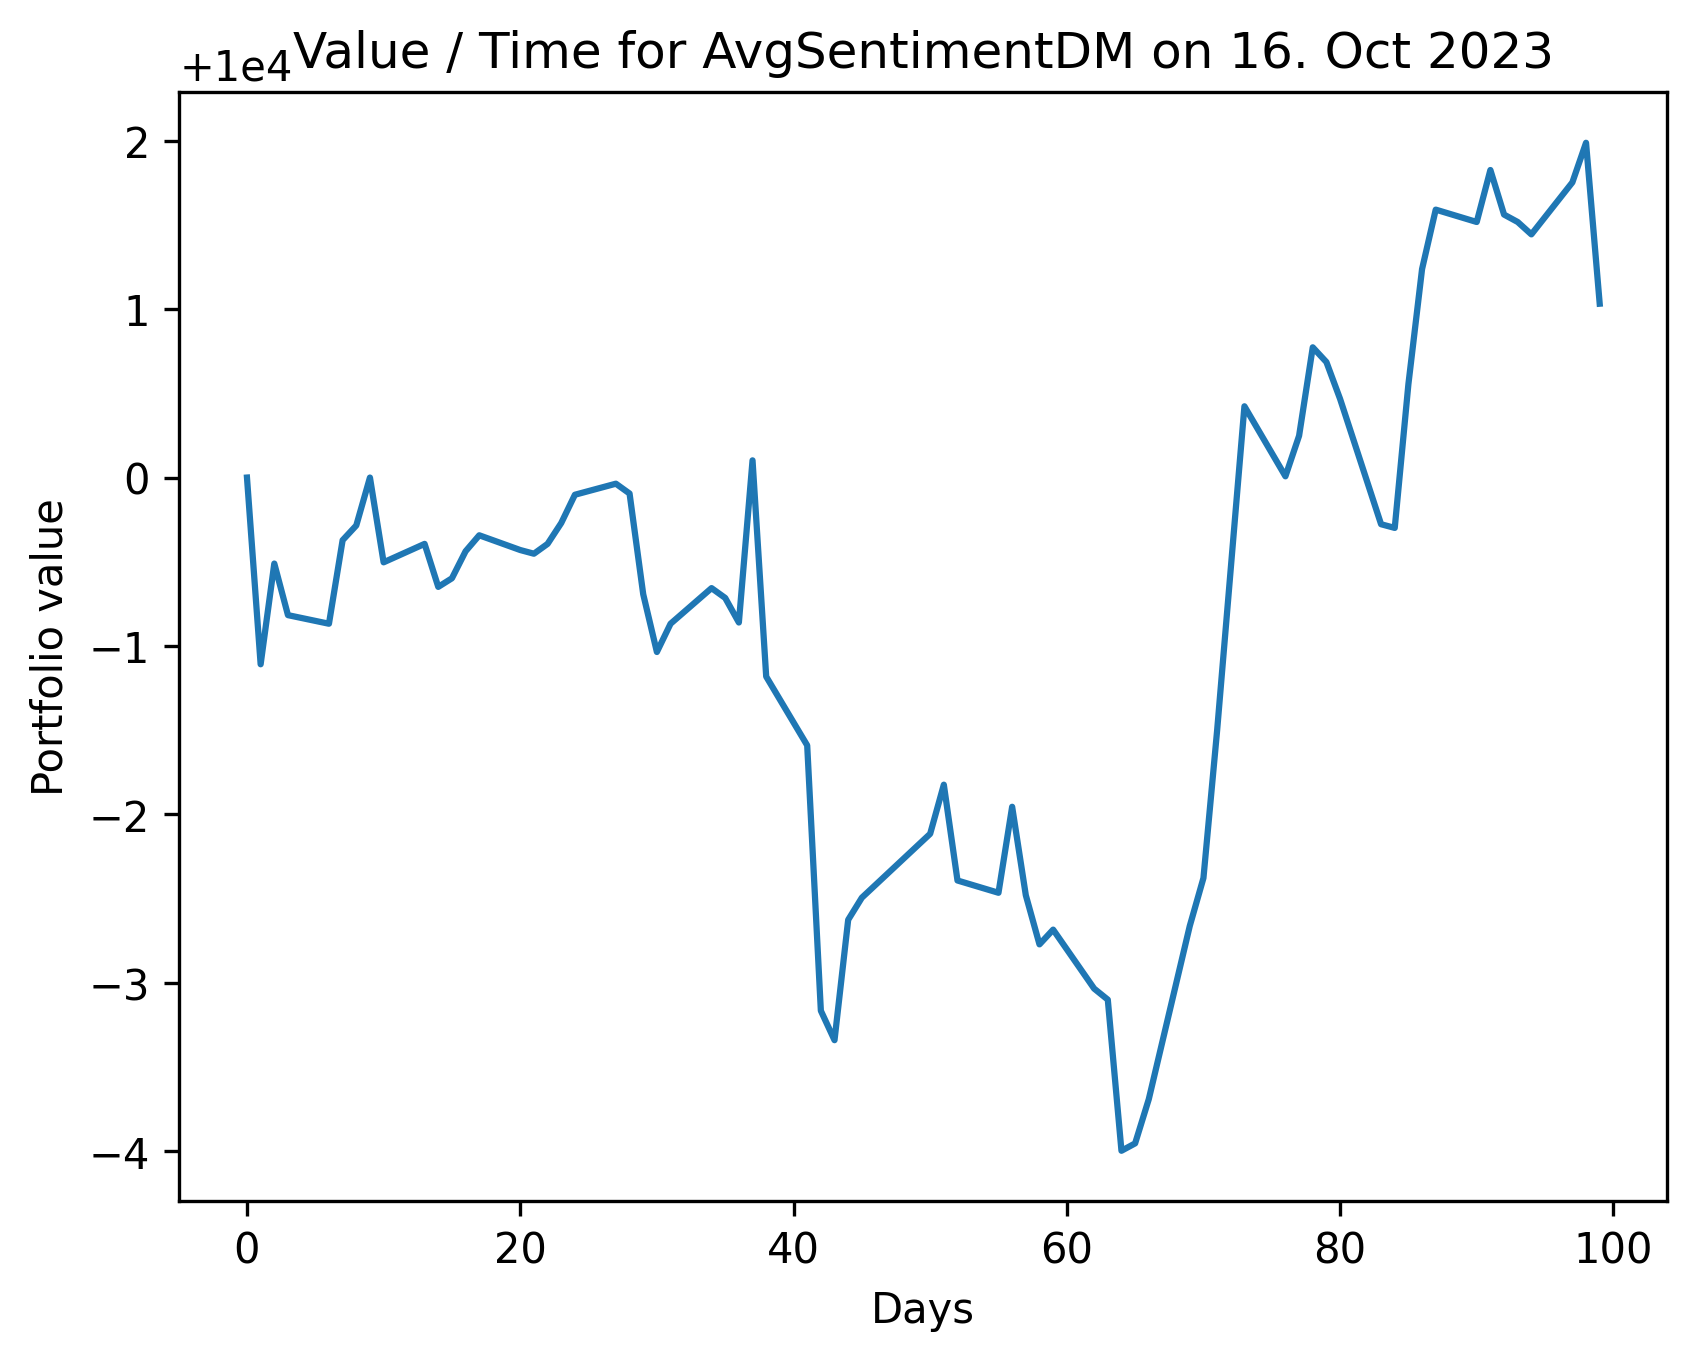 Value / Time for AvgSentimentDM on 16. Oct 2023
+1e4
2
1
0
−1
−2
−3
−4
Portfolio value
0 20 40 60 80 100
Days